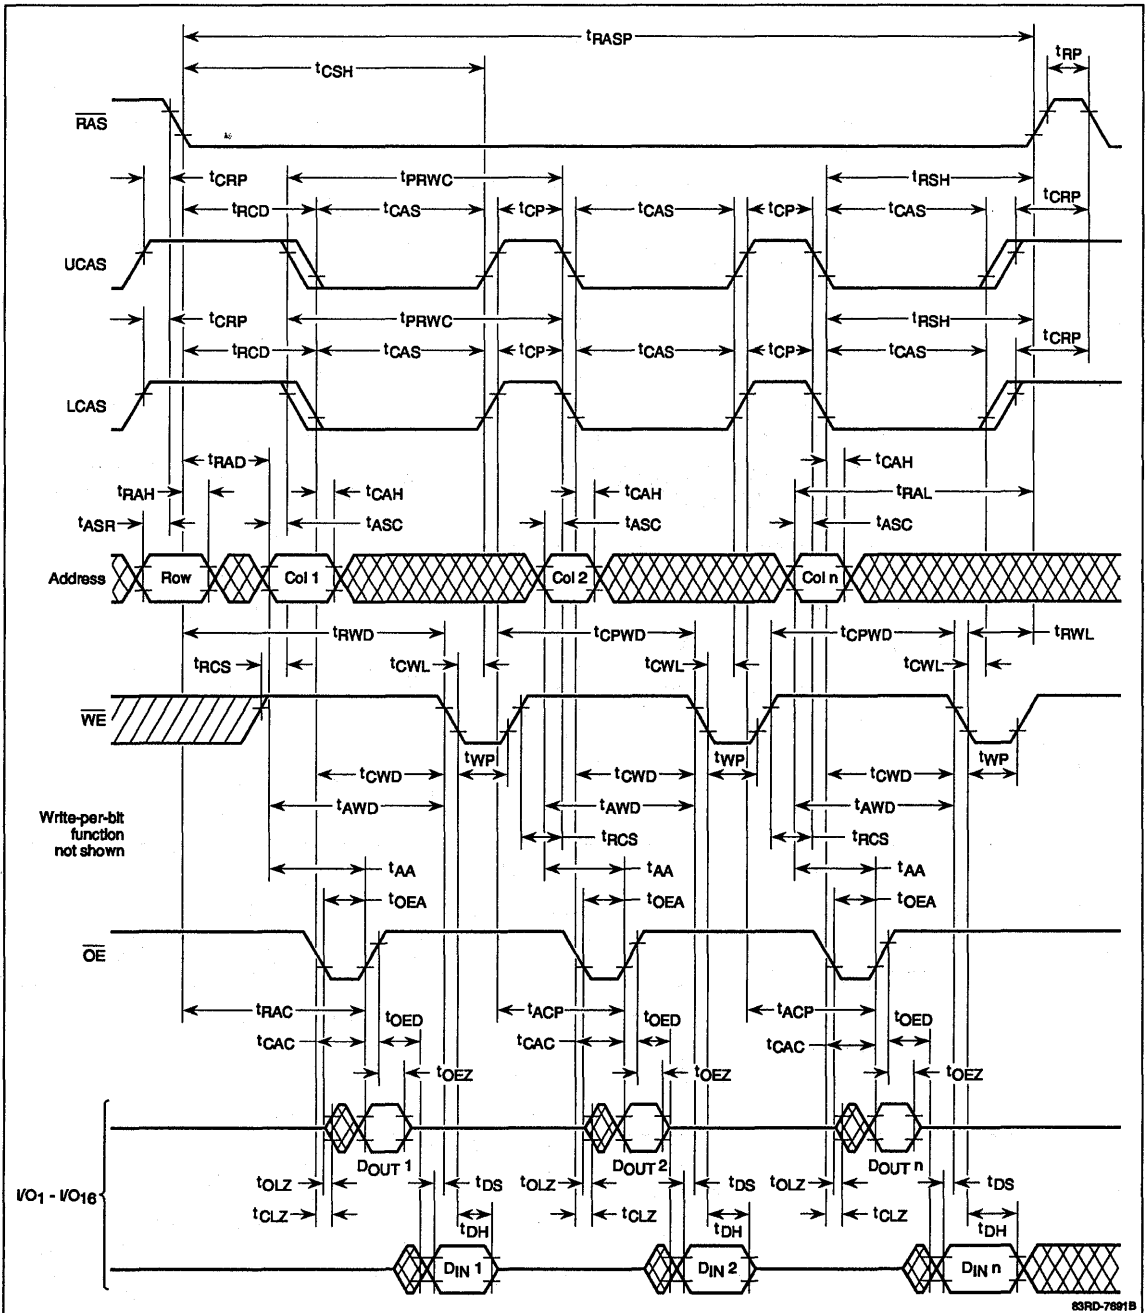 tRASP
tCSH
tRP
RAS
tCRP
tPRWC
tRSH
tRCD
tCAS
tCP
tCAS
tCP
tCAS
tCRP
UCAS
tCRP
tPRWC
tRSH
tRCD
tCAS
tCP
tCAS
tCP
tCAS
tCRP
LCAS
tRAD
tCAH
tRAH
tCAH
tCAH
tRAL
tASR
tASC
tASC
tASC
Address
Row
Col 1
Col 2
Col n
tRWD
tCPWD
tCPWD
tRWL
tRCS
tCWL
tCWL
tCWL
WE
tWP
tWP
tWP
tCWD
tCWD
tCWD
tAWD
tAWD
tAWD
Write-per-bit
function
not shown
tRCS
tRCS
tAA
tAA
tAA
tOEA
tOEA
tOEA
OE
tRAC
tACP
tACP
tOED
tOED
tCAC
tCAC
tCAC
tOEZ
tOEZ
tOEZ
DOUT 1
DOUT 2
DOUT n
I/O1 - I/O16
tOLZ
tDS
tOLZ
tDS
tOLZ
tDS
tCLZ
tCLZ
tCLZ
tDH
tDH
tDH
DIN 1
DIN 2
DIN n
83RD-7691B